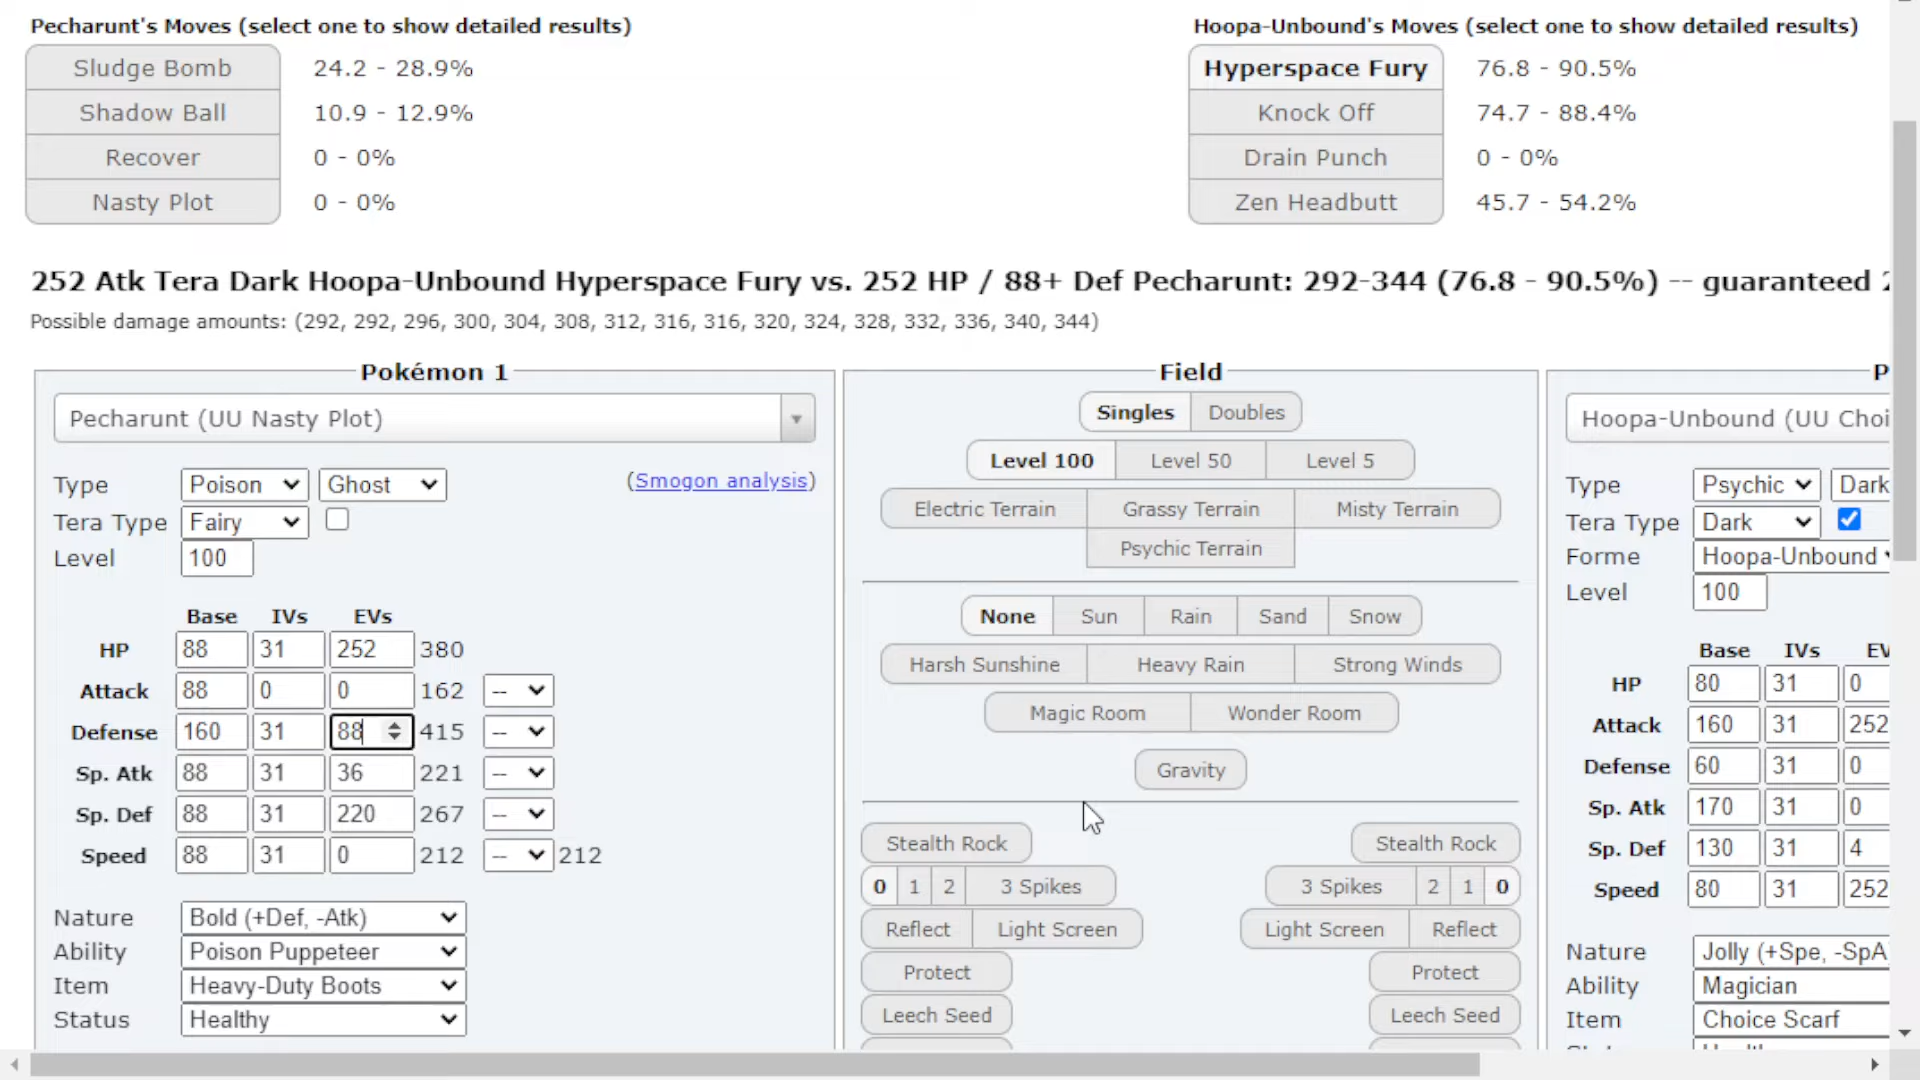 Pecharunt's Moves (select one to show detailed results)
Sludge Bomb 24.2 - 28.9%
Shadow Ball 10.9 - 12.9%
Recover 0 - 0%
Nasty Plot 0 - 0%
Hoopa-Unbound's Moves (select one to show detailed results)
Hyperspace Fury 76.8 - 90.5%
Knock Off 74.7 - 88.4%
Drain Punch 0 - 0%
Zen Headbutt 45.7 - 54.2%
252 Atk Tera Dark Hoopa-Unbound Hyperspace Fury vs. 252 HP / 88+ Def Pecharunt: 292-344 (76.8 - 90.5%) -- guaranteed
Possible damage amounts: (292, 292, 296, 300, 304, 308, 312, 316, 316, 320, 324, 328, 332, 336, 340, 344)
Pokémon 1
Pecharunt (UU Nasty Plot)
Type Poison Ghost (Smogon analysis)
Tera Type Fairy
Level 100
Base IVs EVs
HP 88 31 252 380
Attack 88 0 0 162 --
Defense 160 31 88 415 --
Sp. Atk 88 31 36 221 --
Sp. Def 88 31 220 267 --
Speed 88 31 0 212 -- 212
Nature Bold (+Def, -Atk)
Ability Poison Puppeteer
Item Heavy-Duty Boots
Status Healthy
Field
Singles Doubles
Level 100 Level 50 Level 5
Electric Terrain Grassy Terrain Misty Terrain
Psychic Terrain
None Sun Rain Sand Snow
Harsh Sunshine Heavy Rain Strong Winds
Magic Room Wonder Room
Gravity
Stealth Rock Stealth Rock
0 1 2 3 Spikes 3 Spikes 2 1 0
Reflect Light Screen Light Screen Reflect
Protect Protect
Leech Seed Leech Seed
P
Hoopa-Unbound (UU Choi
Type Psychic Dark
Tera Type Dark
Forme Hoopa-Unbound
Level 100
Base IVs EV
HP 80 31 0
Attack 160 31 252
Defense 60 31 0
Sp. Atk 170 31 0
Sp. Def 130 31 4
Speed 80 31 252
Nature Jolly (+Spe, -SpA)
Ability Magician
Item Choice Scarf